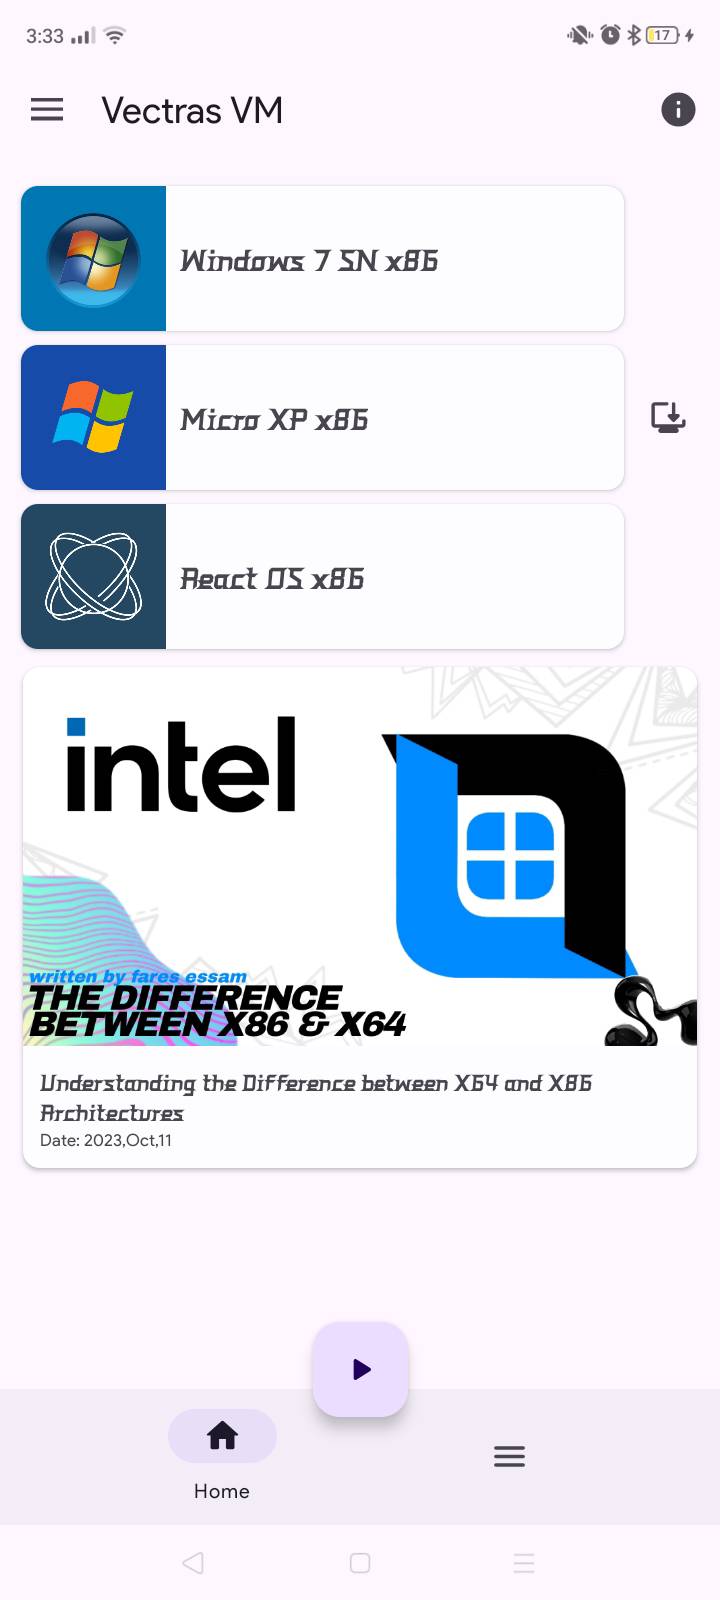 3:33
17
Vectras VM
Windows 7 SN x86
Micro XP x86
React OS x86
intel
written by fares essam
THE DIFFERENCE
BETWEEN X86 & X64
Understanding the Difference between X64 and X86
Architectures
Date: 2023,Oct,11
Home